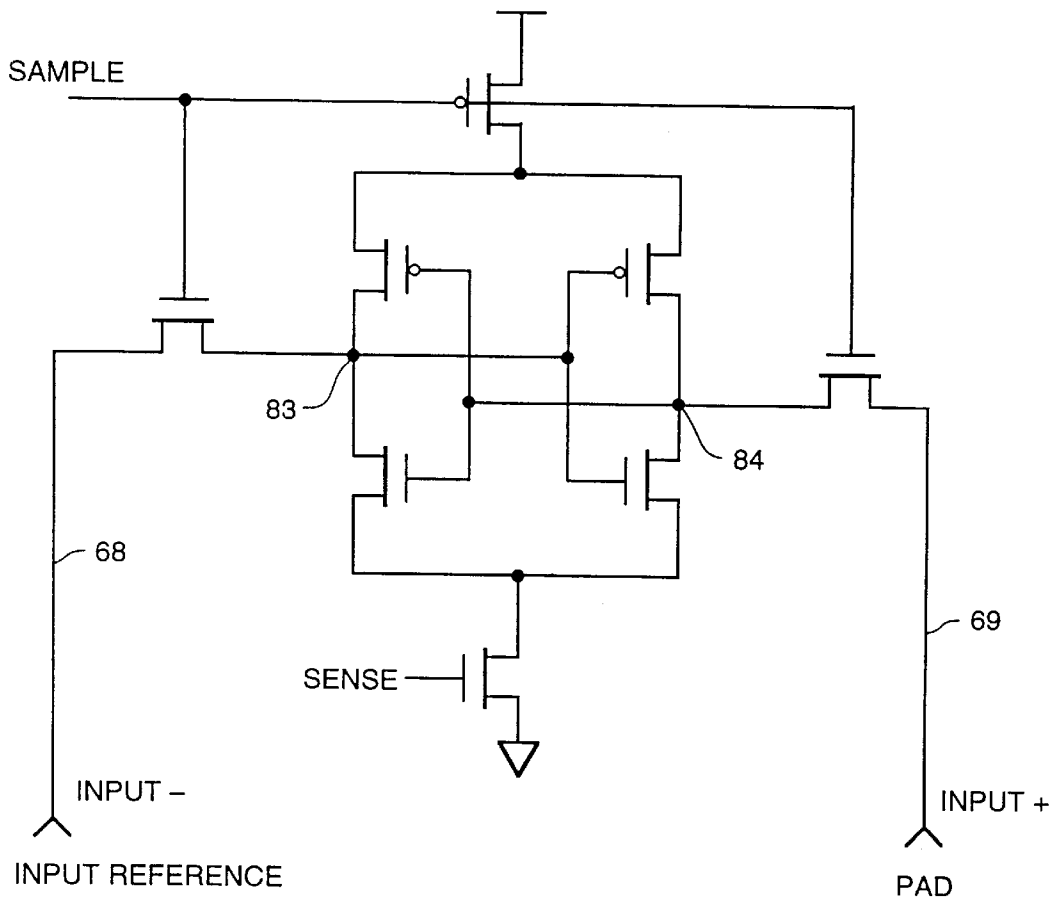 SAMPLE
83
84
68
69
SENSE
INPUT –
INPUT +
INPUT REFERENCE
PAD